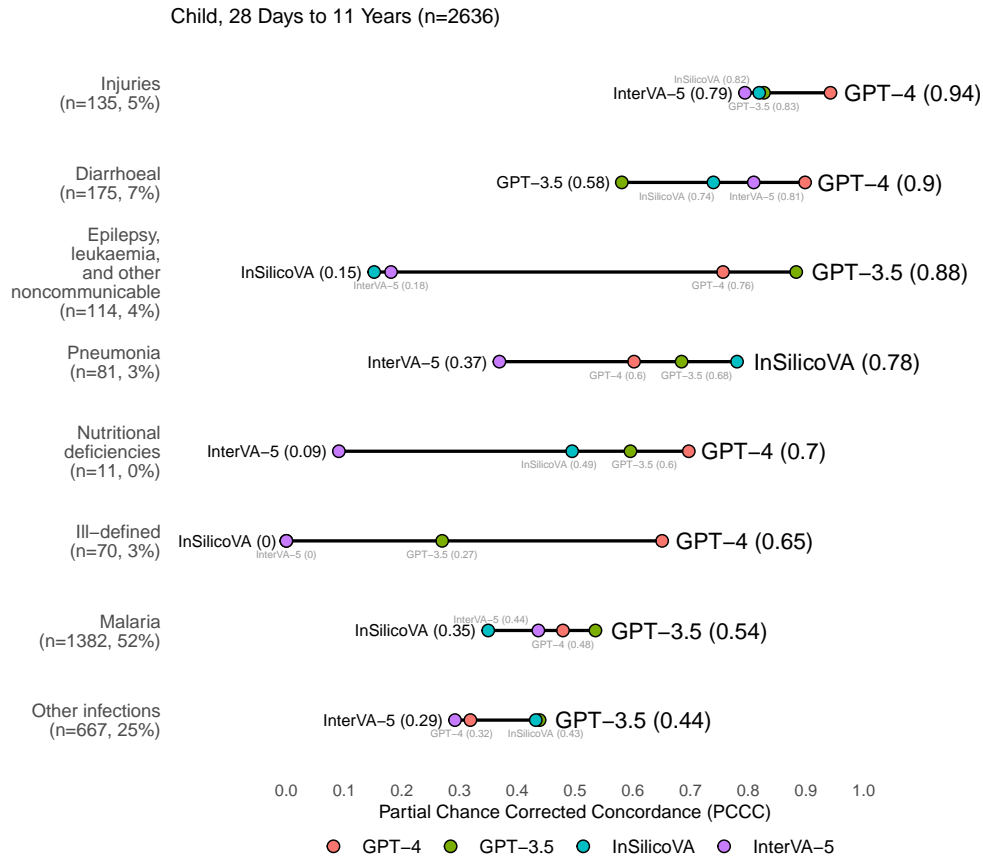 Child, 28 Days to 11 Years (n=2636)
Injuries
(n=135, 5%)
InSilicoVA (0.82)
InterVA−5 (0.79)
GPT−3.5 (0.83)
GPT−4 (0.94)
Diarrhoeal
(n=175, 7%)
GPT−3.5 (0.58)
InSilicoVA (0.74)
InterVA−5 (0.81)
GPT−4 (0.9)
Epilepsy,
leukaemia,
and other
noncommunicable
(n=114, 4%)
InSilicoVA (0.15)
InterVA−5 (0.18)
GPT−4 (0.76)
GPT−3.5 (0.88)
Pneumonia
(n=81, 3%)
InterVA−5 (0.37)
GPT−4 (0.6)
GPT−3.5 (0.68)
InSilicoVA (0.78)
Nutritional
deficiencies
(n=11, 0%)
InterVA−5 (0.09)
InSilicoVA (0.49)
GPT−3.5 (0.6)
GPT−4 (0.7)
Ill−defined
(n=70, 3%)
InSilicoVA (0)
InterVA−5 (0)
GPT−3.5 (0.27)
GPT−4 (0.65)
Malaria
(n=1382, 52%)
InterVA−5 (0.44)
InSilicoVA (0.35)
GPT−4 (0.48)
GPT−3.5 (0.54)
Other infections
(n=667, 25%)
InterVA−5 (0.29)
GPT−4 (0.32)
InSilicoVA (0.43)
GPT−3.5 (0.44)
0.0 0.1 0.2 0.3 0.4 0.5 0.6 0.7 0.8 0.9 1.0
Partial Chance Corrected Concordance (PCCC)
GPT−4 GPT−3.5 InSilicoVA InterVA−5